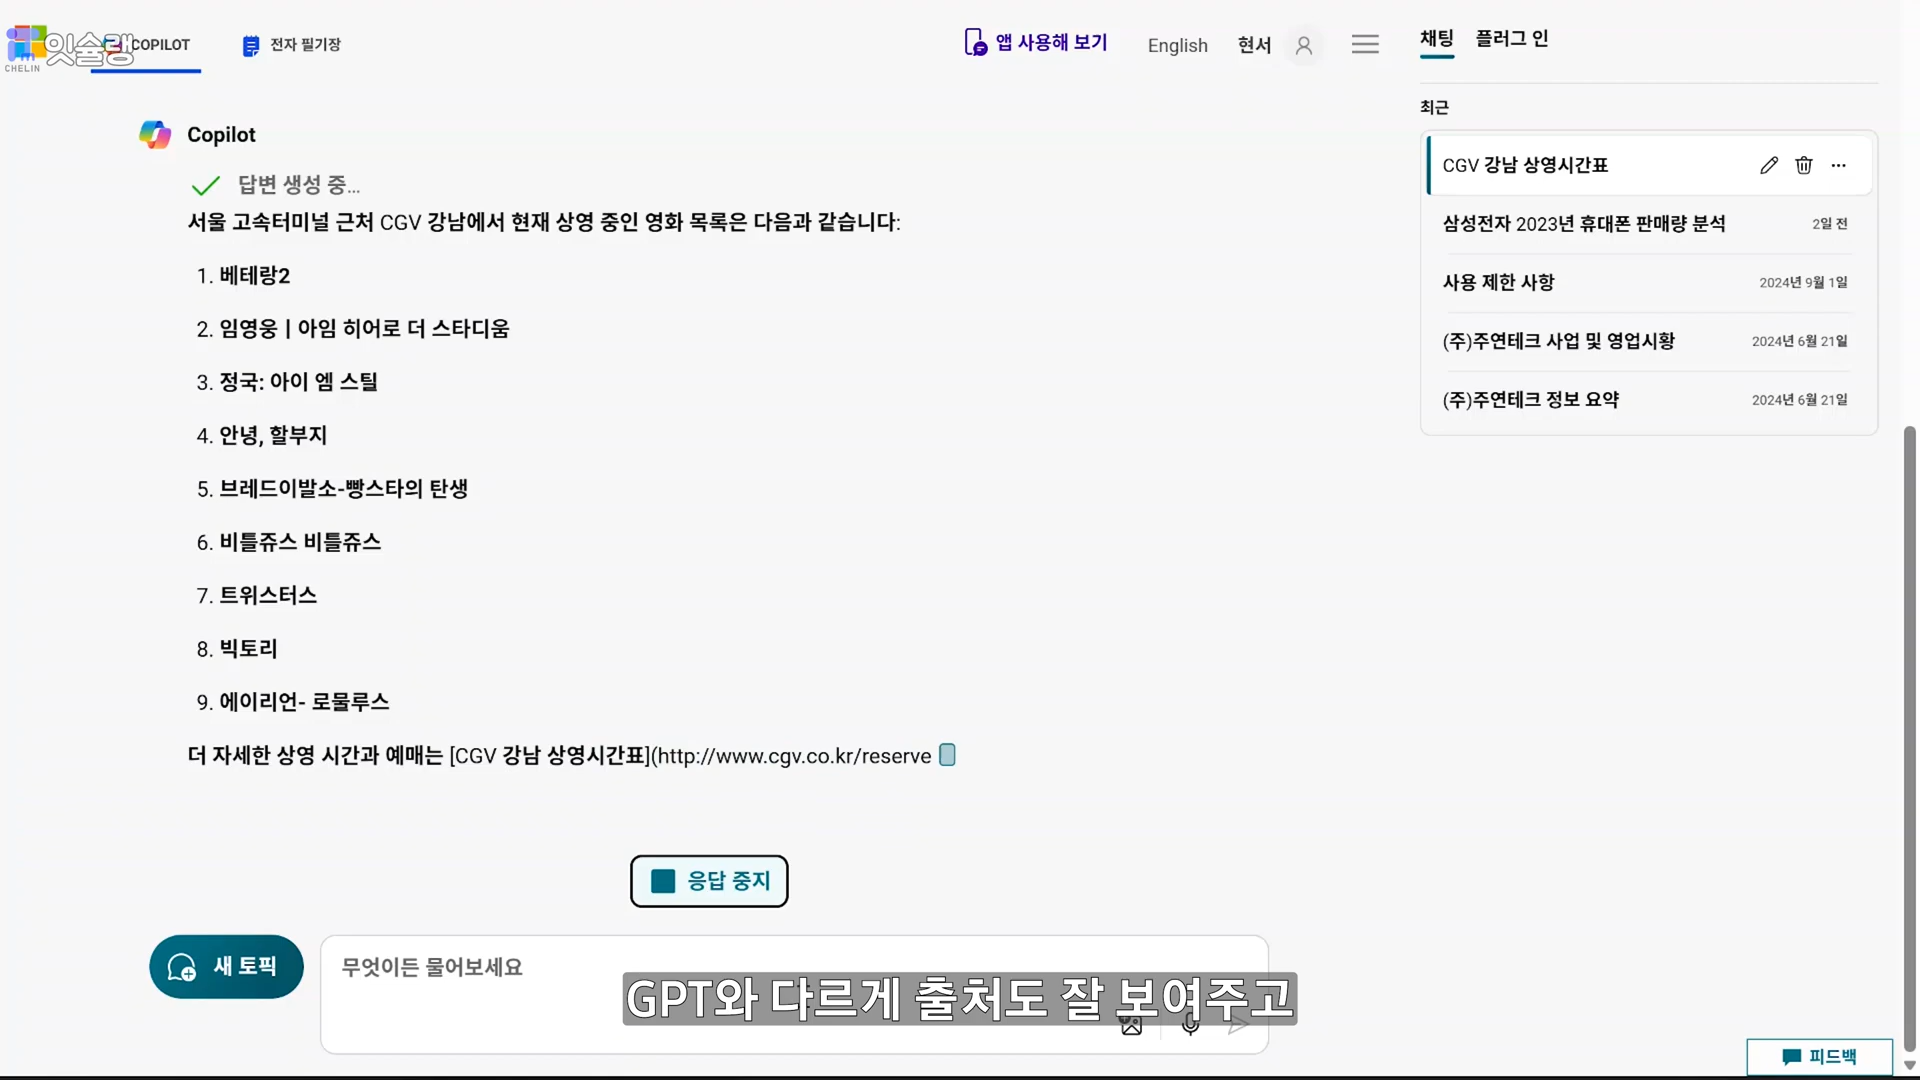 CHELIN
잇슐랭
COPILOT
전자 필기장
앱 사용해 보기
English
현서
채팅
플러그 인
최근
CGV 강남 상영시간표
삼성전자 2023년 휴대폰 판매량 분석
2일 전
사용 제한 사항
2024년 9월 1일
(주)주연테크 사업 및 영업시황
2024년 6월 21일
(주)주연테크 정보 요약
2024년 6월 21일
Copilot
답변 생성 중...
서울 고속터미널 근처 CGV 강남에서 현재 상영 중인 영화 목록은 다음과 같습니다:
1. 베테랑2
2. 임영웅 | 아임 히어로 더 스타디움
3. 정국: 아이 엠 스틸
4. 안녕, 할부지
5. 브레드이발소-빵스타의 탄생
6. 비틀쥬스 비틀쥬스
7. 트위스터스
8. 빅토리
9. 에이리언- 로물루스
더 자세한 상영 시간과 예매는 [CGV 강남 상영시간표](http://www.cgv.co.kr/reserve
응답 중지
새 토픽
무엇이든 물어보세요
GPT와 댜르게 출처도 잘 보여주고
피드백